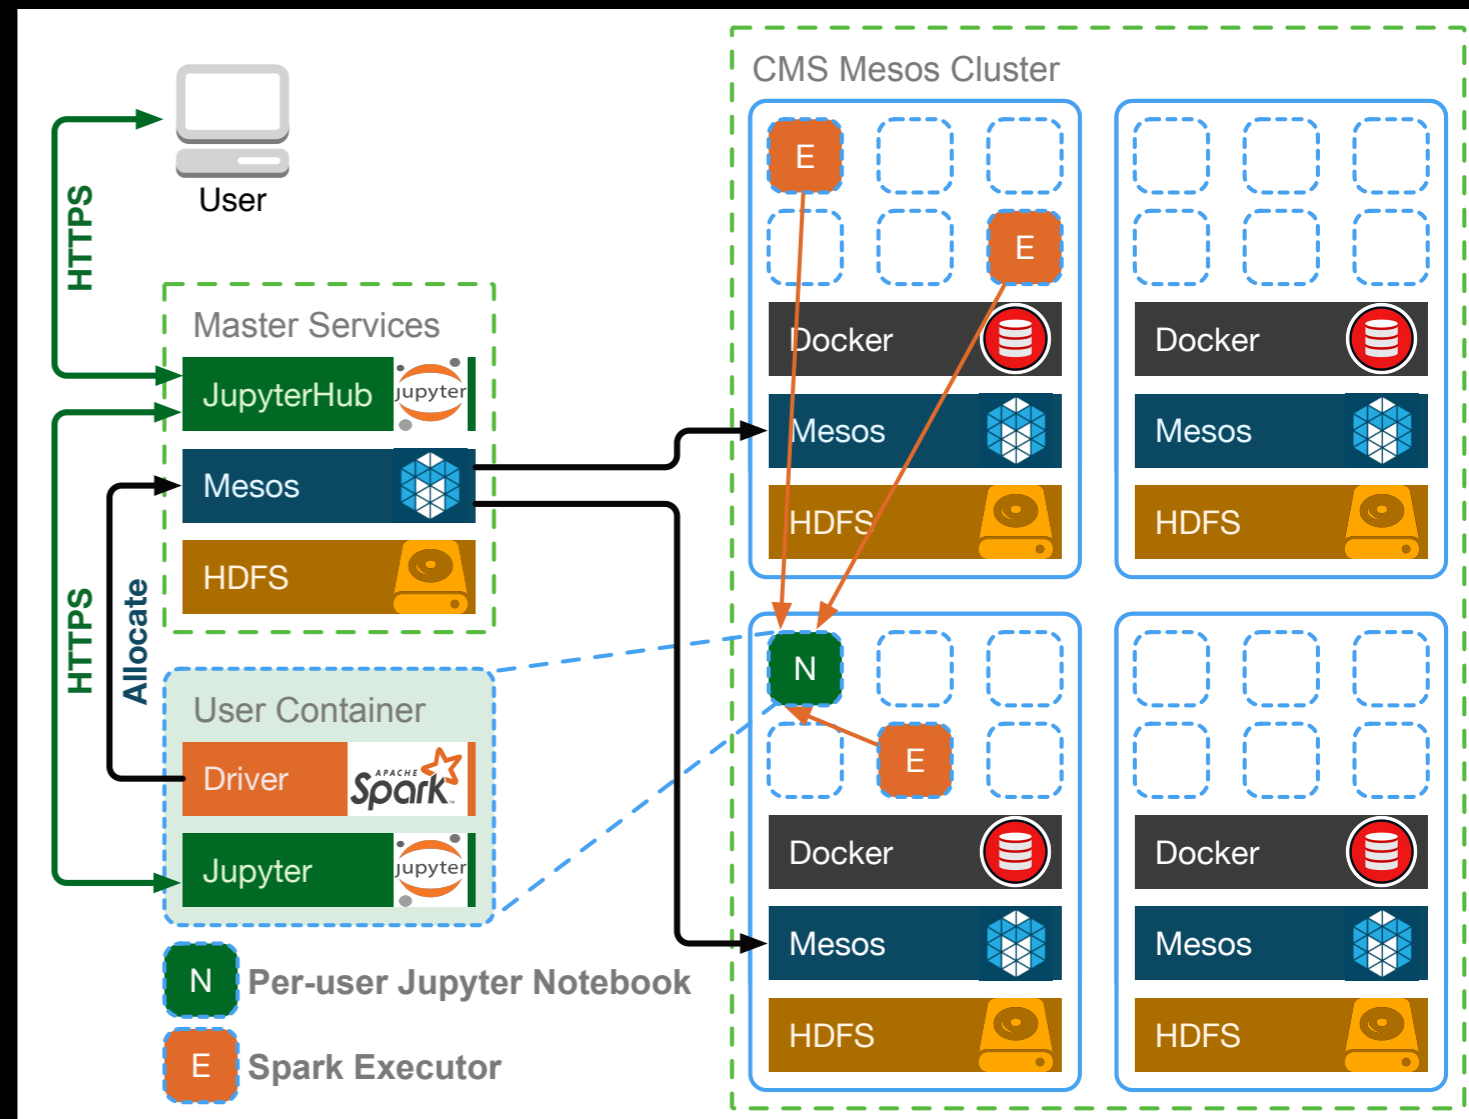 CMS Mesos Cluster
User
HTTPS
Master Services
JupyterHub
jupyter
Mesos
HDFS
HTTPS
Allocate
User Container
Driver
APACHE
Spark
Jupyter
jupyter
N
Per-user Jupyter Notebook
E
Spark Executor
E
E
Docker
Mesos
HDFS
Docker
Mesos
HDFS
N
E
Docker
Mesos
HDFS
Docker
Mesos
HDFS